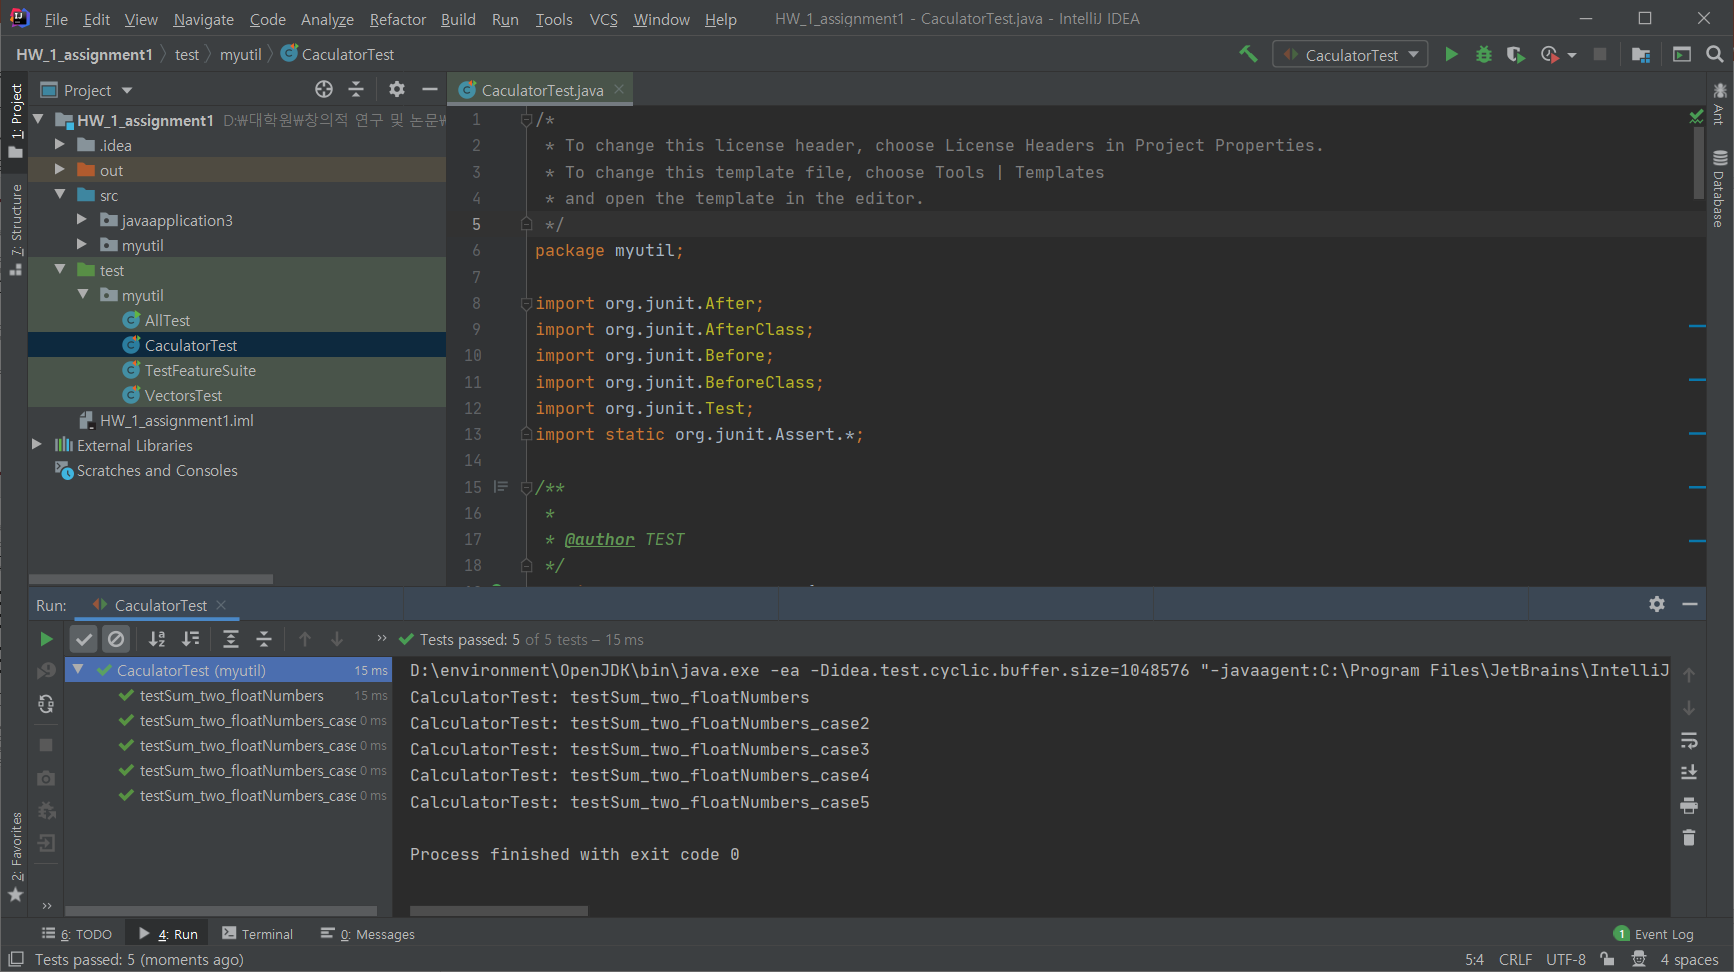 File Edit View Navigate Code Analyze Refactor Build Run Tools VCS Window Help HW_1_assignment1 - CaculatorTest.java - IntelliJ IDEA
HW_1_assignment1 test myutil CaculatorTest CaculatorTest
1: Project
Project
CaculatorTest.java
HW_1_assignment1 D:\대학원\창의적 연구 및 논문\
.idea
out
src
javaapplication3
myutil
test
myutil
AllTest
CaculatorTest
TestFeatureSuite
VectorsTest
HW_1_assignment1.iml
External Libraries
Scratches and Consoles
7: Structure
1 /*
2 * To change this license header, choose License Headers in Project Properties.
3 * To change this template file, choose Tools | Templates
4 * and open the template in the editor.
5 */
6 package myutil;
7
8 import org.junit.After;
9 import org.junit.AfterClass;
10 import org.junit.Before;
11 import org.junit.BeforeClass;
12 import org.junit.Test;
13 import static org.junit.Assert.*;
14
15 /**
16 *
17 * @author TEST
18 */
Ant
Database
Run: CaculatorTest
Tests passed: 5 of 5 tests – 15 ms
CaculatorTest (myutil) 15 ms
testSum_two_floatNumbers 15 ms
testSum_two_floatNumbers_case 0 ms
testSum_two_floatNumbers_case 0 ms
testSum_two_floatNumbers_case 0 ms
testSum_two_floatNumbers_case 0 ms
D:\environment\OpenJDK\bin\java.exe -ea -Didea.test.cyclic.buffer.size=1048576 "-javaagent:C:\Program Files\JetBrains\IntelliJ
CalculatorTest: testSum_two_floatNumbers
CalculatorTest: testSum_two_floatNumbers_case2
CalculatorTest: testSum_two_floatNumbers_case3
CalculatorTest: testSum_two_floatNumbers_case4
CalculatorTest: testSum_two_floatNumbers_case5
Process finished with exit code 0
2: Favorites
6: TODO 4: Run Terminal 0: Messages 1 Event Log
Tests passed: 5 (moments ago) 5:4 CRLF UTF-8 4 spaces